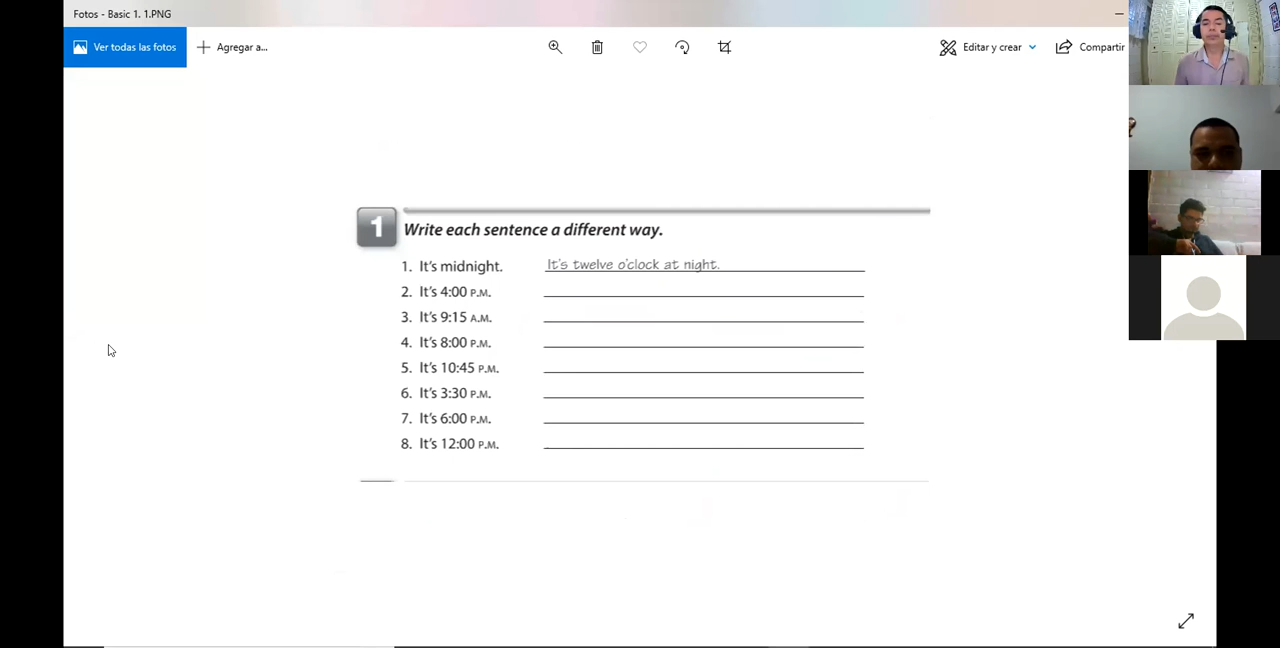 Fotos - Basic 1. 1.PNG
Ver todas las fotos
Agregar a...
Editar y crear
Compartir
1
Write each sentence a different way.
1. It's midnight. It's twelve o'clock at night.
2. It's 4:00 P.M.
3. It's 9:15 A.M.
4. It's 8:00 P.M.
5. It's 10:45 P.M.
6. It's 3:30 P.M.
7. It's 6:00 P.M.
8. It's 12:00 P.M.